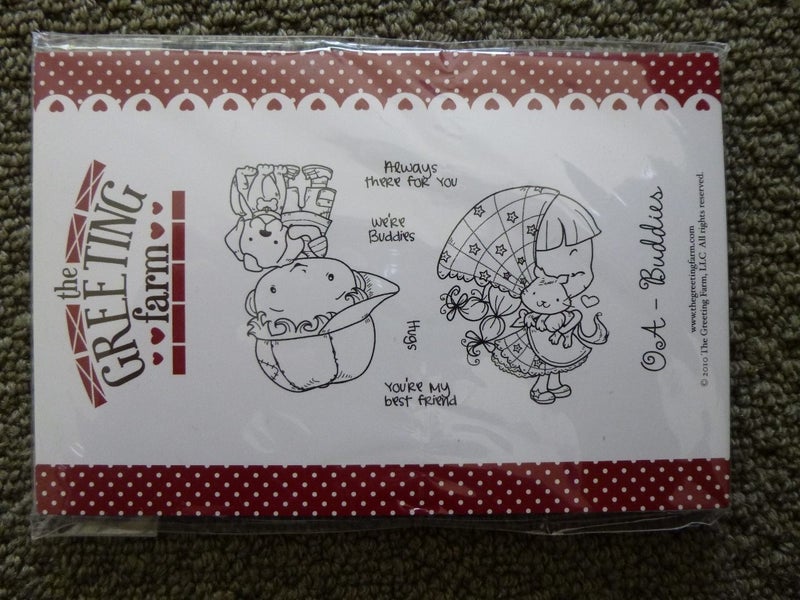 the
GREETING
farm
Always
there for you
We're
Buddies
Hugs
You're My
best friend
OA - Buddies
www.thegreetingfarm.com
© 2010 The Greeting Farm, LLC All rights reserved.